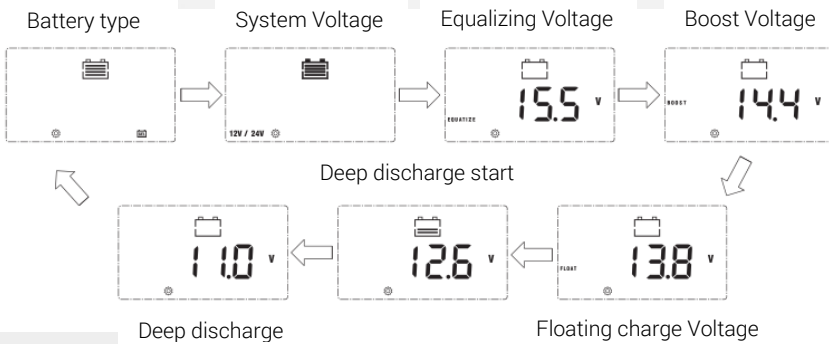 Battery type
System Voltage
Equalizing Voltage
Boost Voltage
12V / 24V
EQUATIZE
15.5 V
BOOST
14.4 V
Deep discharge start
11.0 V
12.6 V
FLOAT
13.8 V
Deep discharge
Floating charge Voltage